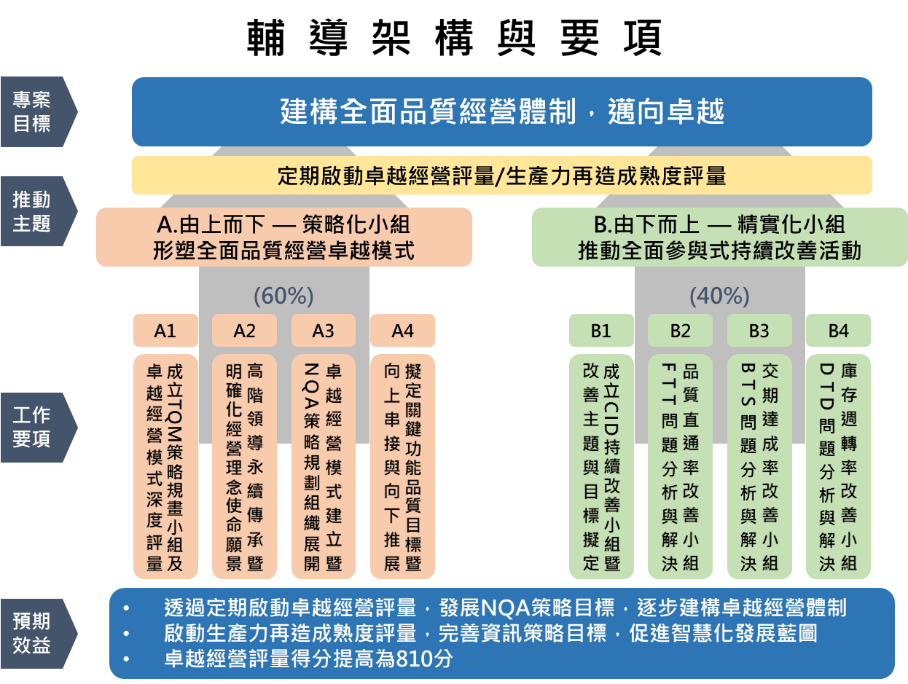 輔導架構與要項
專案
目標
建構全面品質經營體制，邁向卓越
推動
主題
定期啟動卓越經營評量/生產力再造成熟度評量
A.由上而下 — 策略化小組
形塑全面品質經營卓越模式
B.由下而上 — 精實化小組
推動全面參與式持續改善活動
(60%)
(40%)
工作
要項
A1
成立TQM策略規畫小組及
卓越經營模式深度評量
A2
高階領導永續傳承暨
明確化經營理念使命願景
A3
卓越經營模式建立暨
NQA策略規劃組織展開
A4
擬定關鍵功能品質目標暨
向上串接與向下推展
B1
成立CID持續改善小組暨
改善主題與目標擬定
B2
品質直通率改善小組
FTT問題分析與解決
B3
交期達成率改善小組
BTS問題分析與解決
B4
庫存週轉率改善小組
DTD問題分析與解決
預期
效益
• 透過定期啟動卓越經營評量，發展NQA策略目標，逐步建構卓越經營體制
• 啟動生產力再造成熟度評量，完善資訊策略目標，促進智慧化發展藍圖
• 卓越經營評量得分提高為810分